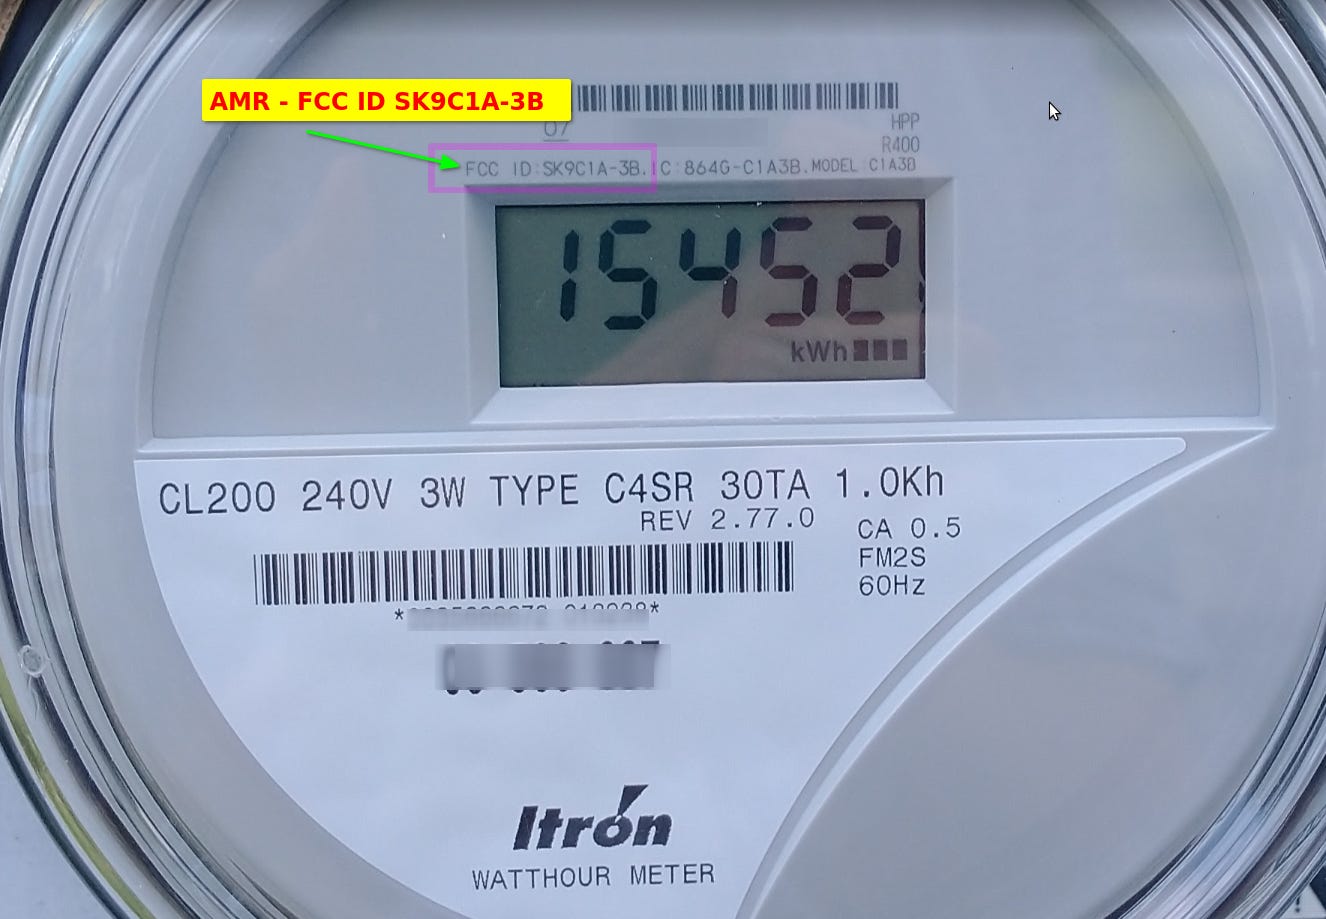 AMR - FCC ID SK9C1A-3B
07
HPP
R400
FCC ID:SK9C1A-3B.IC:864G-C1A3B.MODEL:C1A3B
15452
kWh
CL200 240V 3W TYPE C4SR 30TA 1.0Kh
REV 2.77.0
CA 0.5
FM2S
60Hz
Itron
WATTHOUR METER